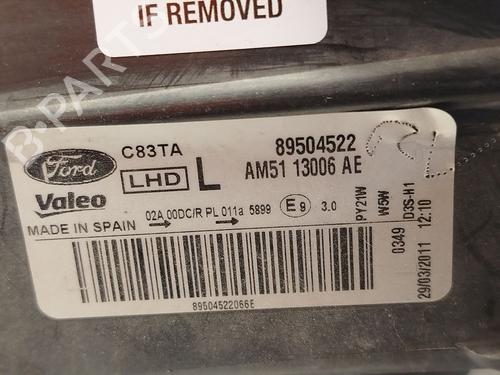 IF REMOVED
B-PARTS
Ford
C83TA
89504522
LHD L
AM51 13006 AE
Valeo
02A 00DC/R PL 011a 5899 E9 3.0
MADE IN SPAIN
PY21W
W5W
D3S-H1
0349
29/03/2011 12:10
89504522066E